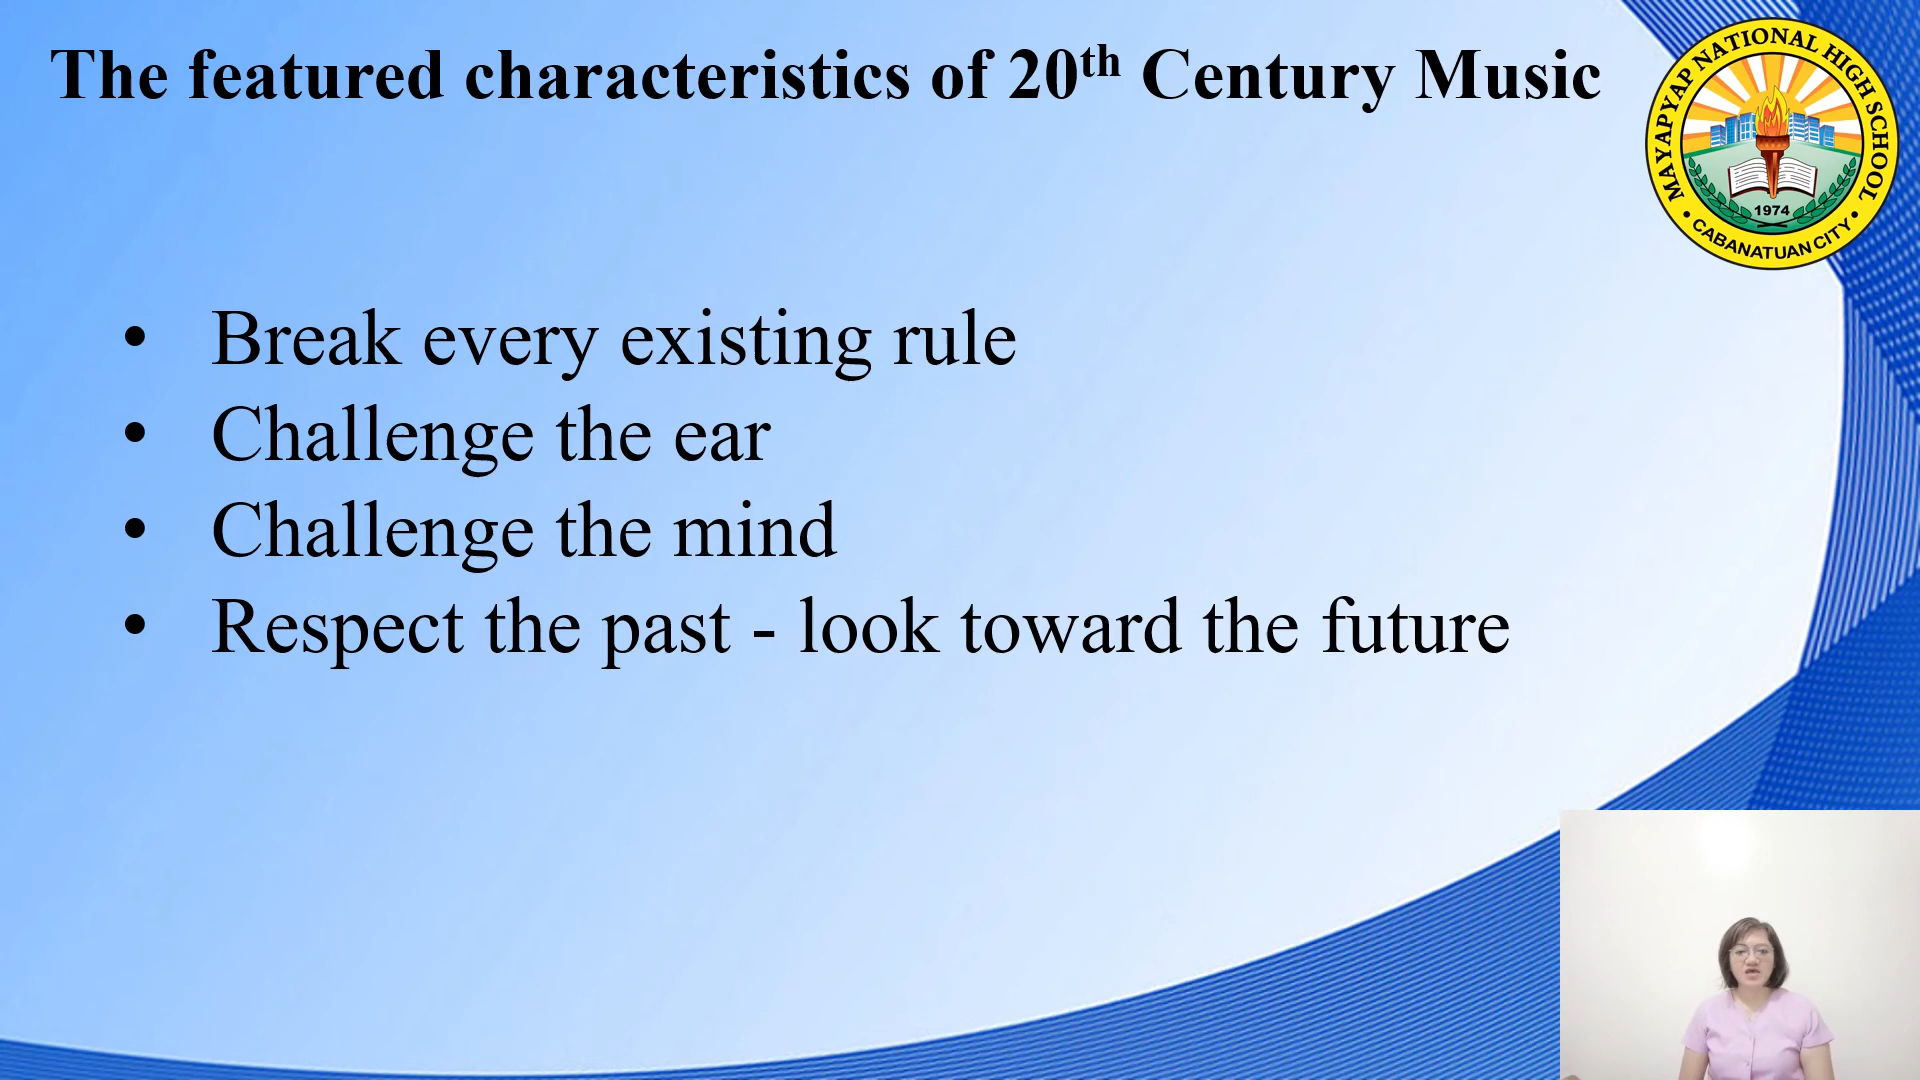 The featured characteristics of 20th Century Music
MAYAPYAP NATIONAL HIGH SCHOOL
1974
• CABANATUAN CITY •
• Break every existing rule
• Challenge the ear
• Challenge the mind
• Respect the past - look toward the future